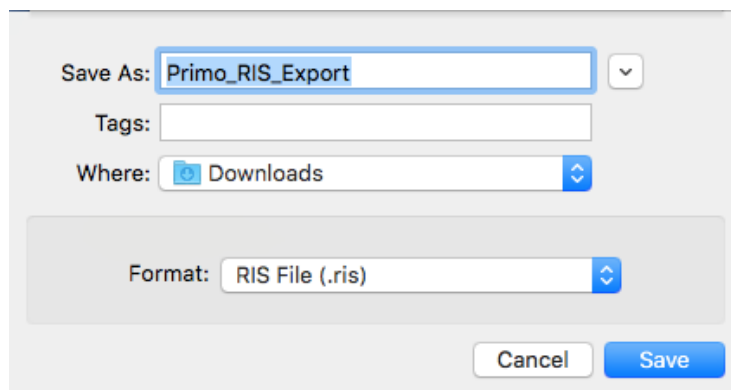 Save As: Primo_RIS_Export
Tags:
Where: Downloads
Format: RIS File (.ris)
Cancel Save